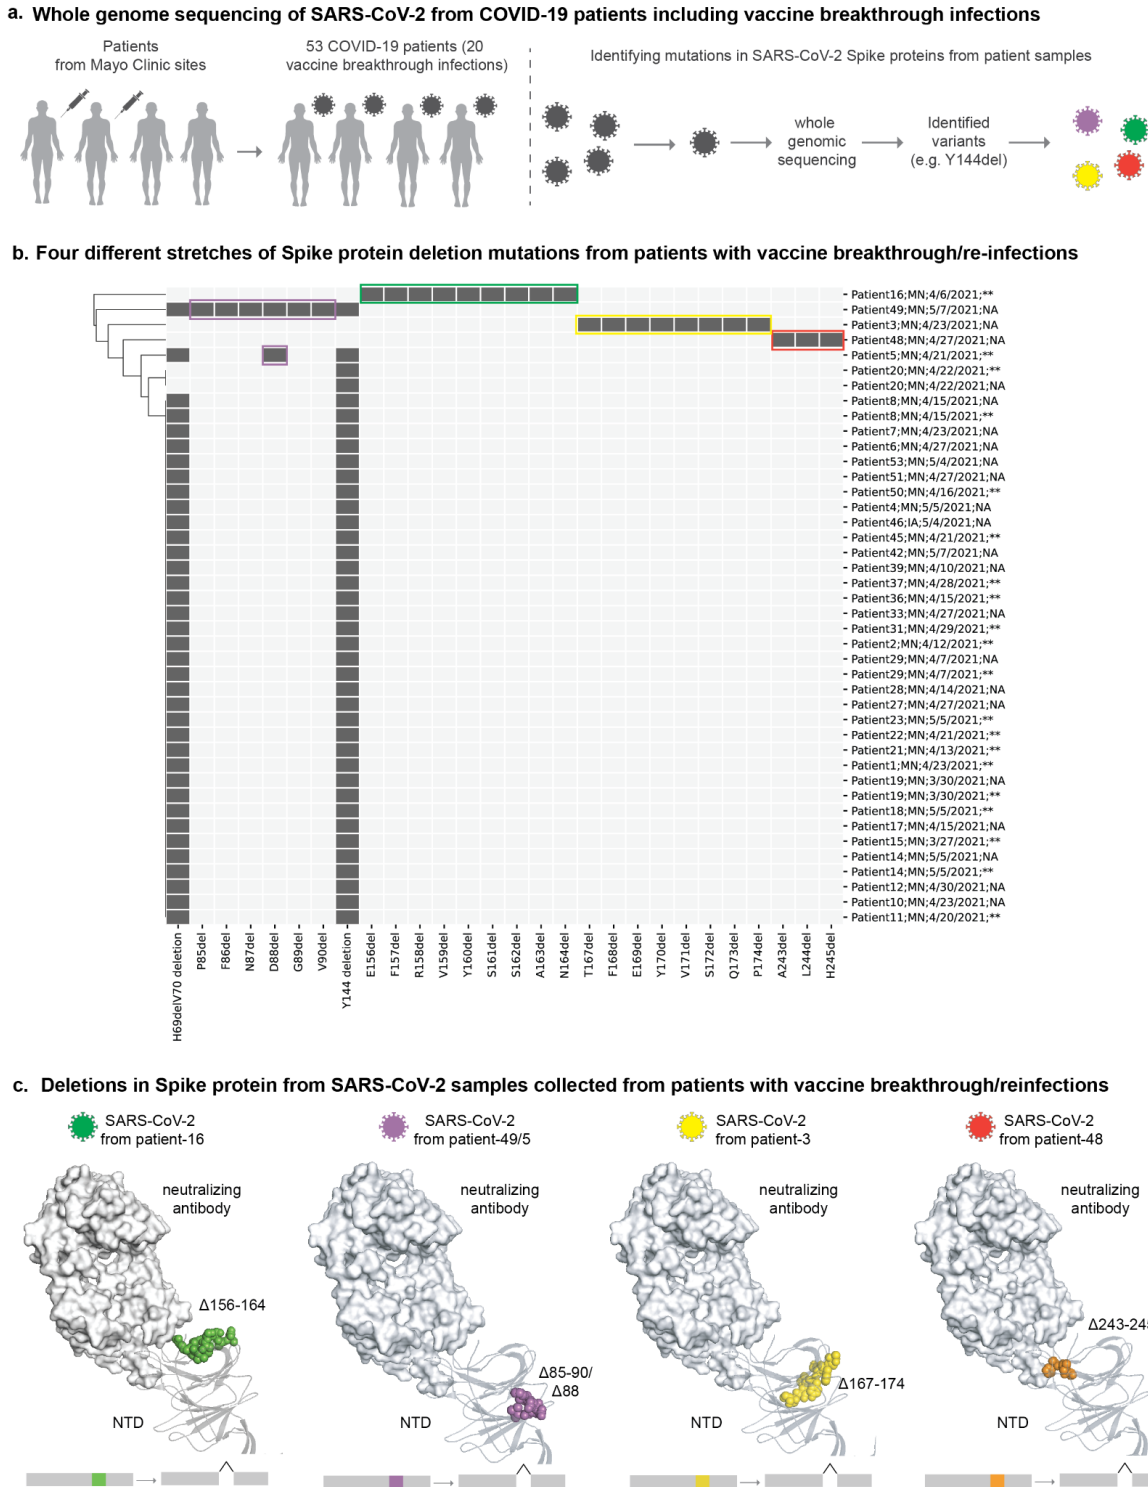 a. Whole genome sequencing of SARS-CoV-2 from COVID-19 patients including vaccine breakthrough infections
Patients
from Mayo Clinic sites
53 COVID-19 patients (20
vaccine breakthrough infections)
Identifying mutations in SARS-CoV-2 Spike proteins from patient samples
whole
genomic
sequencing
Identified
variants
(e.g. Y144del)
b. Four different stretches of Spike protein deletion mutations from patients with vaccine breakthrough/re-infections
Patient16;MN;4/6/2021;**
Patient49;MN;5/7/2021;NA
Patient3;MN;4/23/2021;NA
Patient48;MN;4/27/2021;NA
Patient5;MN;4/21/2021;**
Patient20;MN;4/22/2021;**
Patient20;MN;4/22/2021;NA
Patient8;MN;4/15/2021;NA
Patient8;MN;4/15/2021;**
Patient7;MN;4/23/2021;NA
Patient6;MN;4/27/2021;NA
Patient53;MN;5/4/2021;NA
Patient51;MN;4/27/2021;NA
Patient50;MN;4/16/2021;**
Patient4;MN;5/5/2021;NA
Patient46;IA;5/4/2021;NA
Patient45;MN;4/21/2021;**
Patient42;MN;5/7/2021;NA
Patient39;MN;4/10/2021;NA
Patient37;MN;4/28/2021;**
Patient36;MN;4/15/2021;**
Patient33;MN;4/27/2021;NA
Patient31;MN;4/29/2021;**
Patient2;MN;4/12/2021;**
Patient29;MN;4/7/2021;NA
Patient29;MN;4/7/2021;**
Patient28;MN;4/14/2021;NA
Patient27;MN;4/27/2021;NA
Patient23;MN;5/5/2021;**
Patient22;MN;4/21/2021;**
Patient21;MN;4/13/2021;**
Patient1;MN;4/23/2021;**
Patient19;MN;3/30/2021;NA
Patient19;MN;3/30/2021;**
Patient18;MN;5/5/2021;**
Patient17;MN;4/15/2021;NA
Patient15;MN;3/27/2021;**
Patient14;MN;5/5/2021;NA
Patient14;MN;5/5/2021;**
Patient12;MN;4/30/2021;NA
Patient10;MN;4/23/2021;NA
Patient11;MN;4/20/2021;**
H69delV70 deletion
P85del
F86del
N87del
D88del
G89del
V90del
Y144 deletion
E156del
F157del
R158del
V159del
Y160del
S161del
S162del
A163del
N164del
T167del
F168del
E169del
Y170del
V171del
S172del
Q173del
P174del
A243del
L244del
H245del
c. Deletions in Spike protein from SARS-CoV-2 samples collected from patients with vaccine breakthrough/reinfections
SARS-CoV-2
from patient-16
neutralizing
antibody
Δ156-164
NTD
SARS-CoV-2
from patient-49/5
neutralizing
antibody
Δ85-90/
Δ88
NTD
SARS-CoV-2
from patient-3
neutralizing
antibody
Δ167-174
NTD
SARS-CoV-2
from patient-48
neutralizing
antibody
NTD